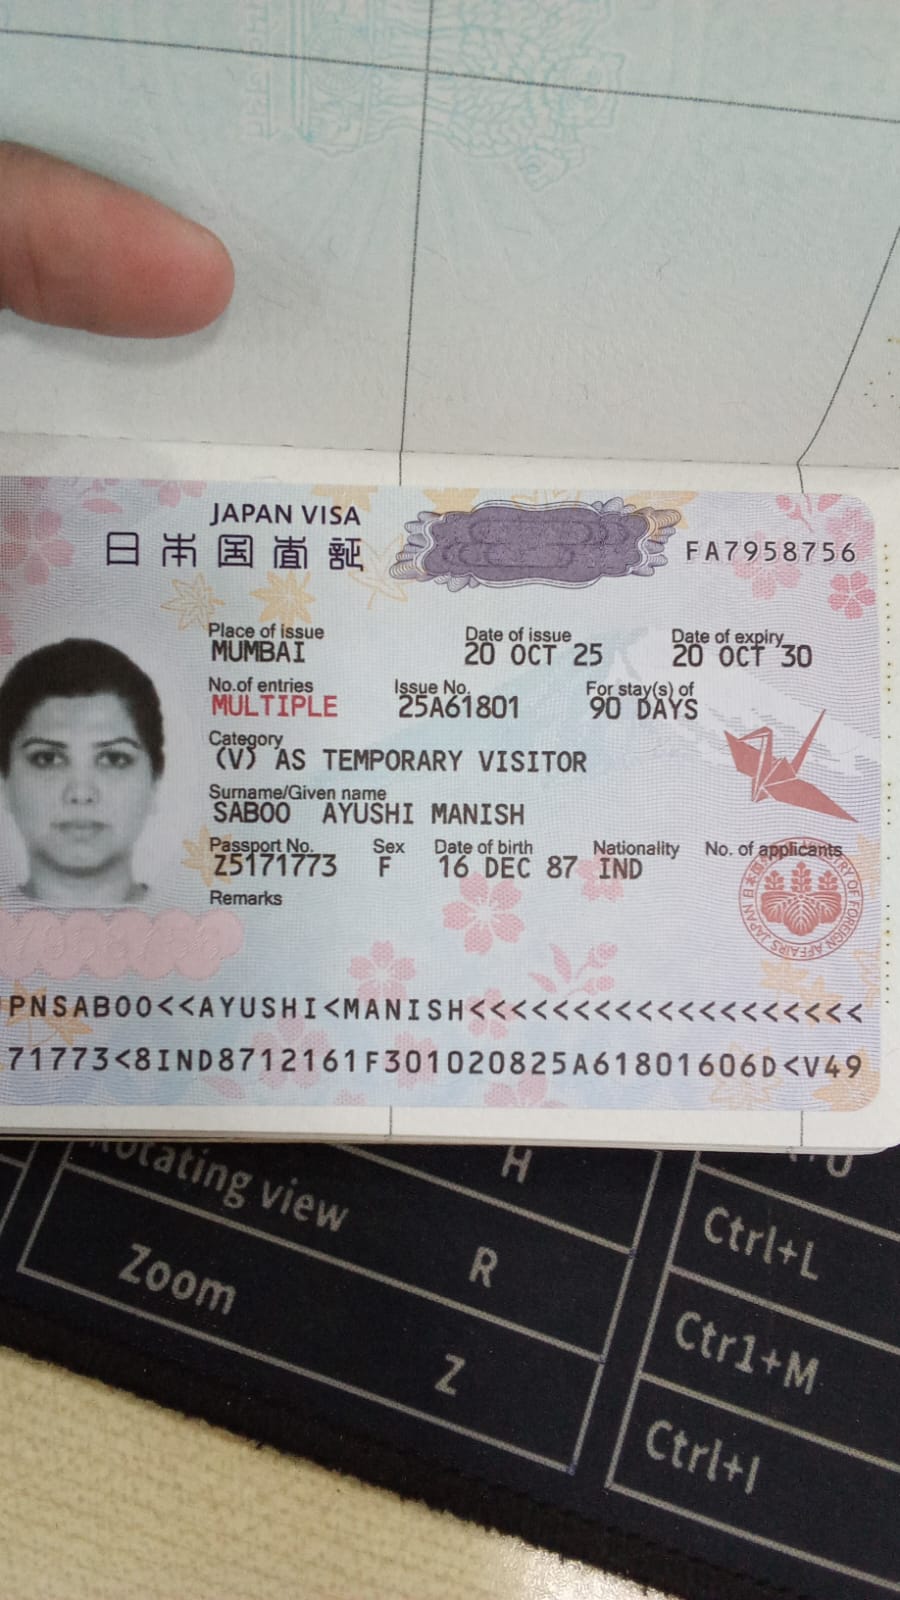 JAPAN VISA
日本国査証
FA7958756
Place of issue Date of issue Date of expiry
MUMBAI 20 OCT 25 20 OCT 30
No.of entries Issue No. For stay(s) of
MULTIPLE 25A61801 90 DAYS
Category
(V) AS TEMPORARY VISITOR
Surname/Given name
SABOO AYUSHI MANISH
Passport No. Sex Date of birth Nationality No. of applicants
Z5171773 F 16 DEC 87 IND
Remarks
PNSABOO<<AYUSHI<MANISH<<<<<<<<<<<<<<<<<<<
71773<8IND8712161F301020825A61801606D<V49
Rotating view R
Zoom Z
H
Ctrl+L
Ctrl+M
Ctrl+I